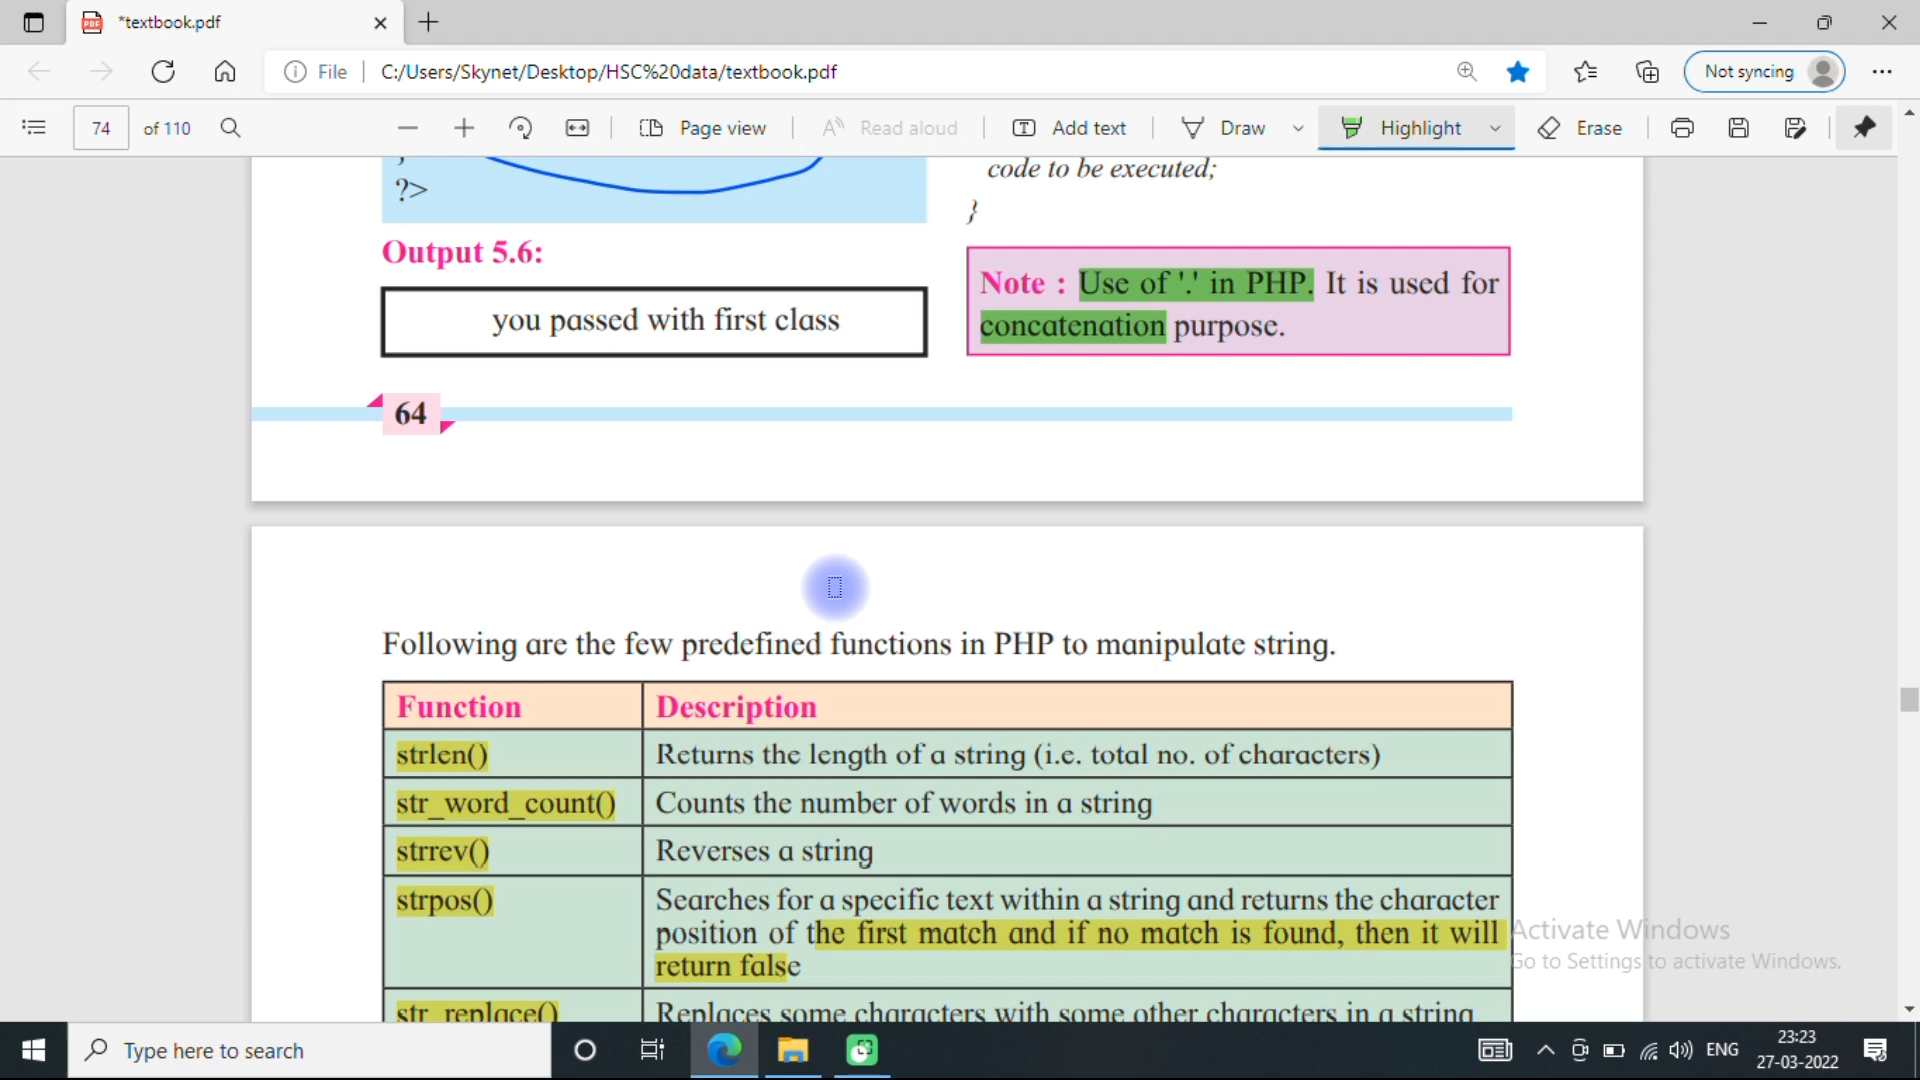 *textbook.pdf
File
C:/Users/Skynet/Desktop/HSC%20data/textbook.pdf
Not syncing
74 of 110
Page view
Read aloud
Add text
Draw
Highlight
Erase
?>
code to be executed;
}
Output 5.6:
you passed with first class
Note : Use of '.' in PHP. It is used for
concatenation purpose.
64
Following are the few predefined functions in PHP to manipulate string.
Function Description
strlen() Returns the length of a string (i.e. total no. of characters)
str_word_count() Counts the number of words in a string
strrev() Reverses a string
strpos() Searches for a specific text within a string and returns the character
position of the first match and if no match is found, then it will
return false
str_replace() Replaces some characters with some other characters in a string
Activate Windows
Go to Settings to activate Windows.
Type here to search
ENG
23:23
27-03-2022